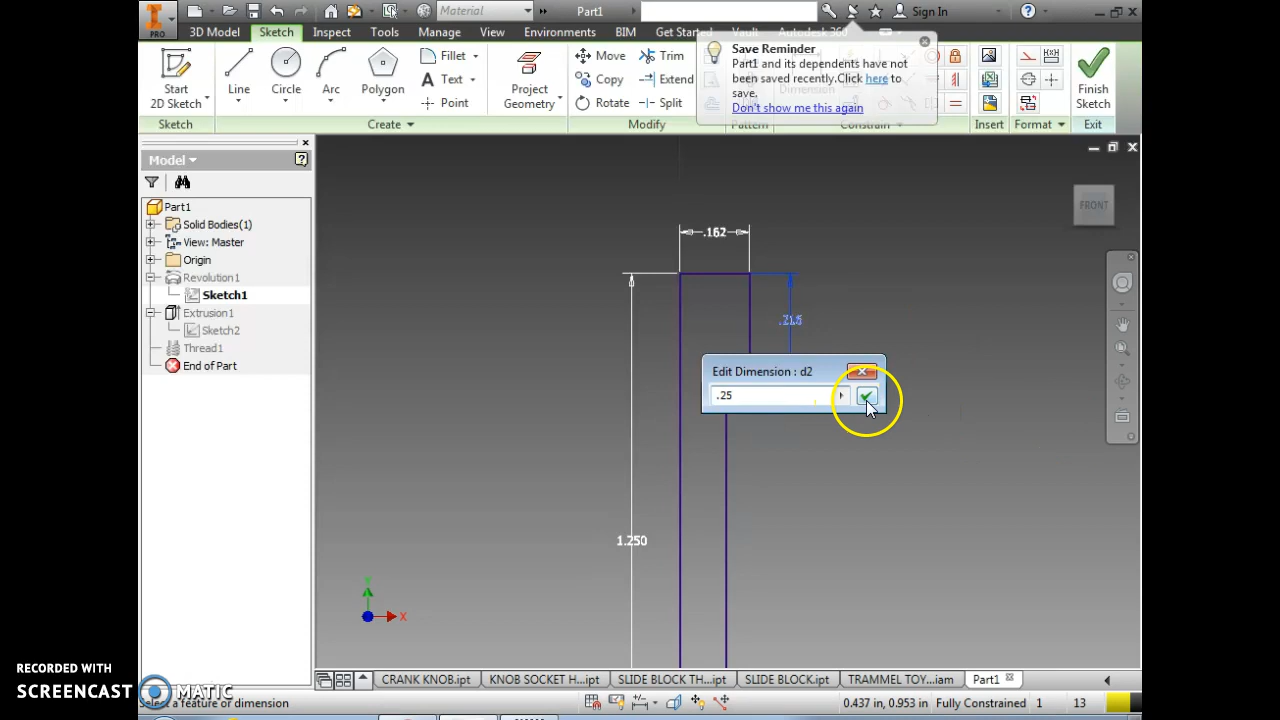 PRO
Material
Part1
Sign In
3D Model
Sketch
Inspect
Tools
Manage
View
Environments
BIM
Get Started
Vault
Autodesk 360
Start
2D Sketch
Line
Circle
Arc
Polygon
Fillet
Text
Point
Project
Geometry
Move
Copy
Rotate
Trim
Extend
Split
Dimension
Finish
Sketch
Sketch
Create
Modify
Pattern
Constrain
Insert
Format
Exit
Save Reminder
Part1 and its dependents have not
been saved recently.Click here to
save.
Don't show me this again
Model
Part1
Solid Bodies(1)
View: Master
Origin
Revolution1
Sketch1
Extrusion1
Sketch2
Thread1
End of Part
FRONT
.162
1.250
Edit Dimension : d2
.25
Y
X
CRANK KNOB.ipt
KNOB SOCKET H...ipt
SLIDE BLOCK TH...ipt
SLIDE BLOCK.ipt
TRAMMEL TOY...iam
Part1
Select a feature or dimension
0.437 in, 0.953 in
Fully Constrained
1
13
RECORDED WITH
SCREENCAST MATIC